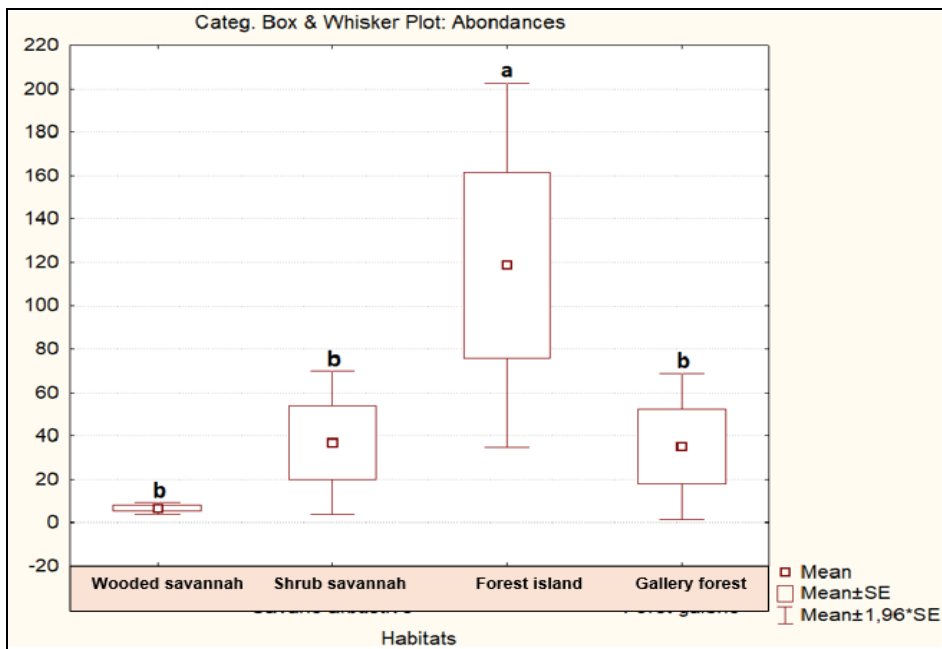 Categ. Box & Whisker Plot: Abondances
220
200
180
160
140
120
100
80
60
40
20
0
-20
b
b
a
b
Wooded savannah Shrub savannah Forest island Gallery forest
Habitats
Mean
Mean±SE
Mean±1,96*SE